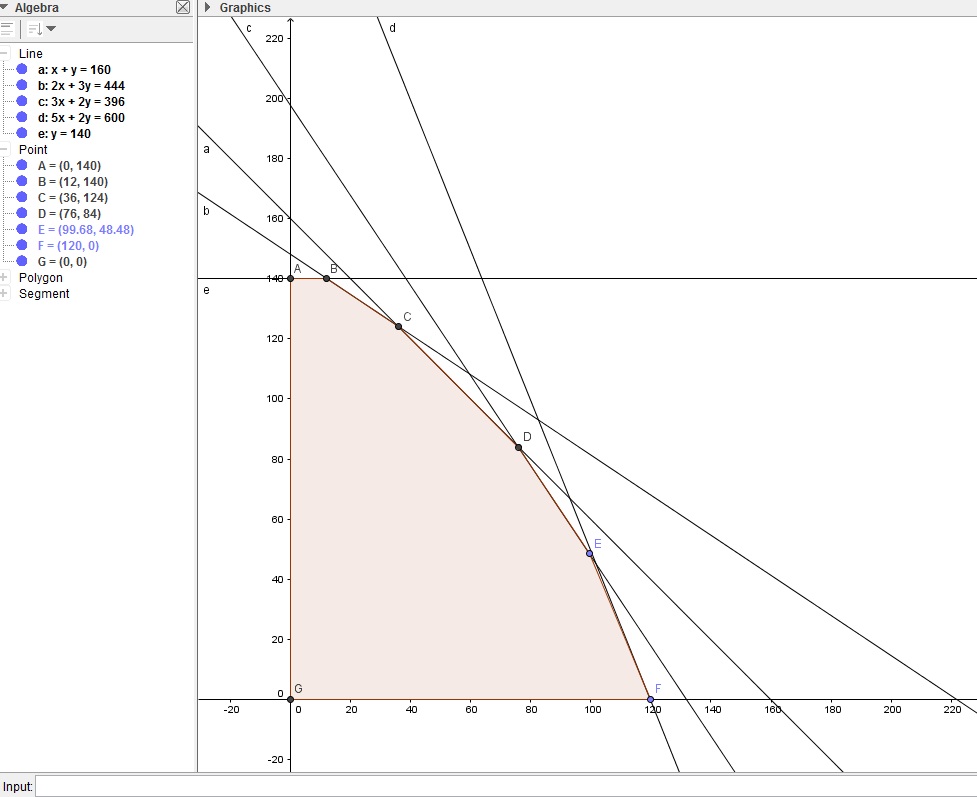 Algebra
Graphics
Line
a: x + y = 160
b: 2x + 3y = 444
c: 3x + 2y = 396
d: 5x + 2y = 600
e: y = 140
Point
A = (0, 140)
B = (12, 140)
C = (36, 124)
D = (76, 84)
E = (99.68, 48.48)
F = (120, 0)
G = (0, 0)
Polygon
Segment
c
d
220
200
180
a
160
b
140
A
B
e
C
120
100
D
80
60
E
40
20
0
G
F
-20
0
20
40
60
80
100
120
140
160
180
200
220
-20
Input: